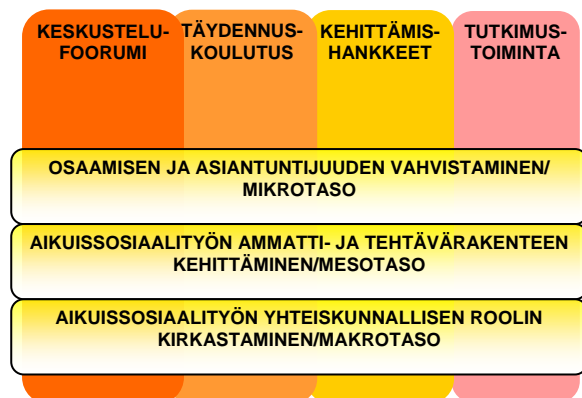 KESKUSTELU-
FOORUMI
TÄYDENNUS-
KOULUTUS
KEHITTÄMIS-
HANKKEET
TUTKIMUS-
TOIMINTA
OSAAMISEN JA ASIANTUNTIJUUDEN VAHVISTAMINEN/
MIKROTASO
AIKUISSOSIAALITYÖN AMMATTI- JA TEHTÄVÄRAKENTEEN
KEHITTÄMINEN/MESOTASO
AIKUISSOSIAALITYÖN YHTEISKUNNALLISEN ROOLIN
KIRKASTAMINEN/MAKROTASO